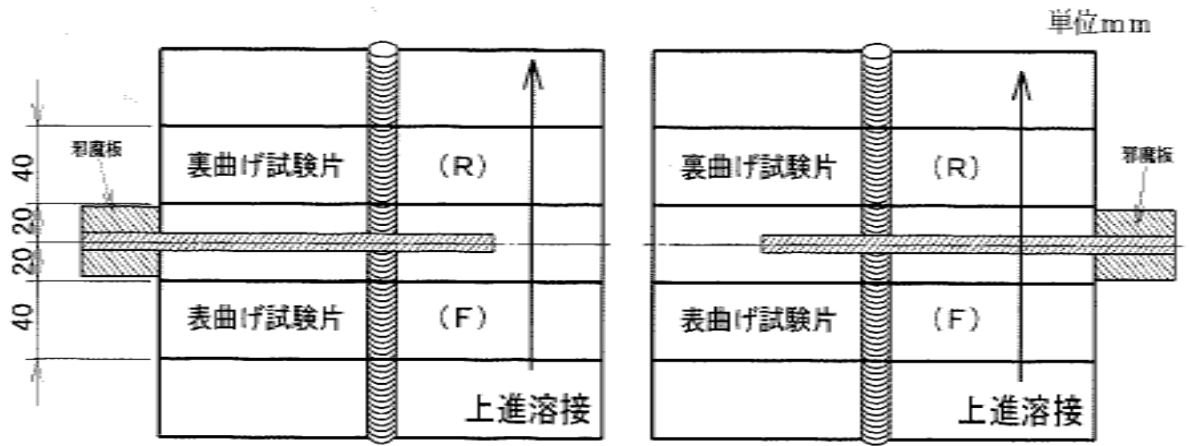 単位mm
40
20
20
40
邪魔板
裏曲げ試験片 (R)
表曲げ試験片 (F)
上進溶接
裏曲げ試験片 (R)
邪魔板
表曲げ試験片 (F)
上進溶接